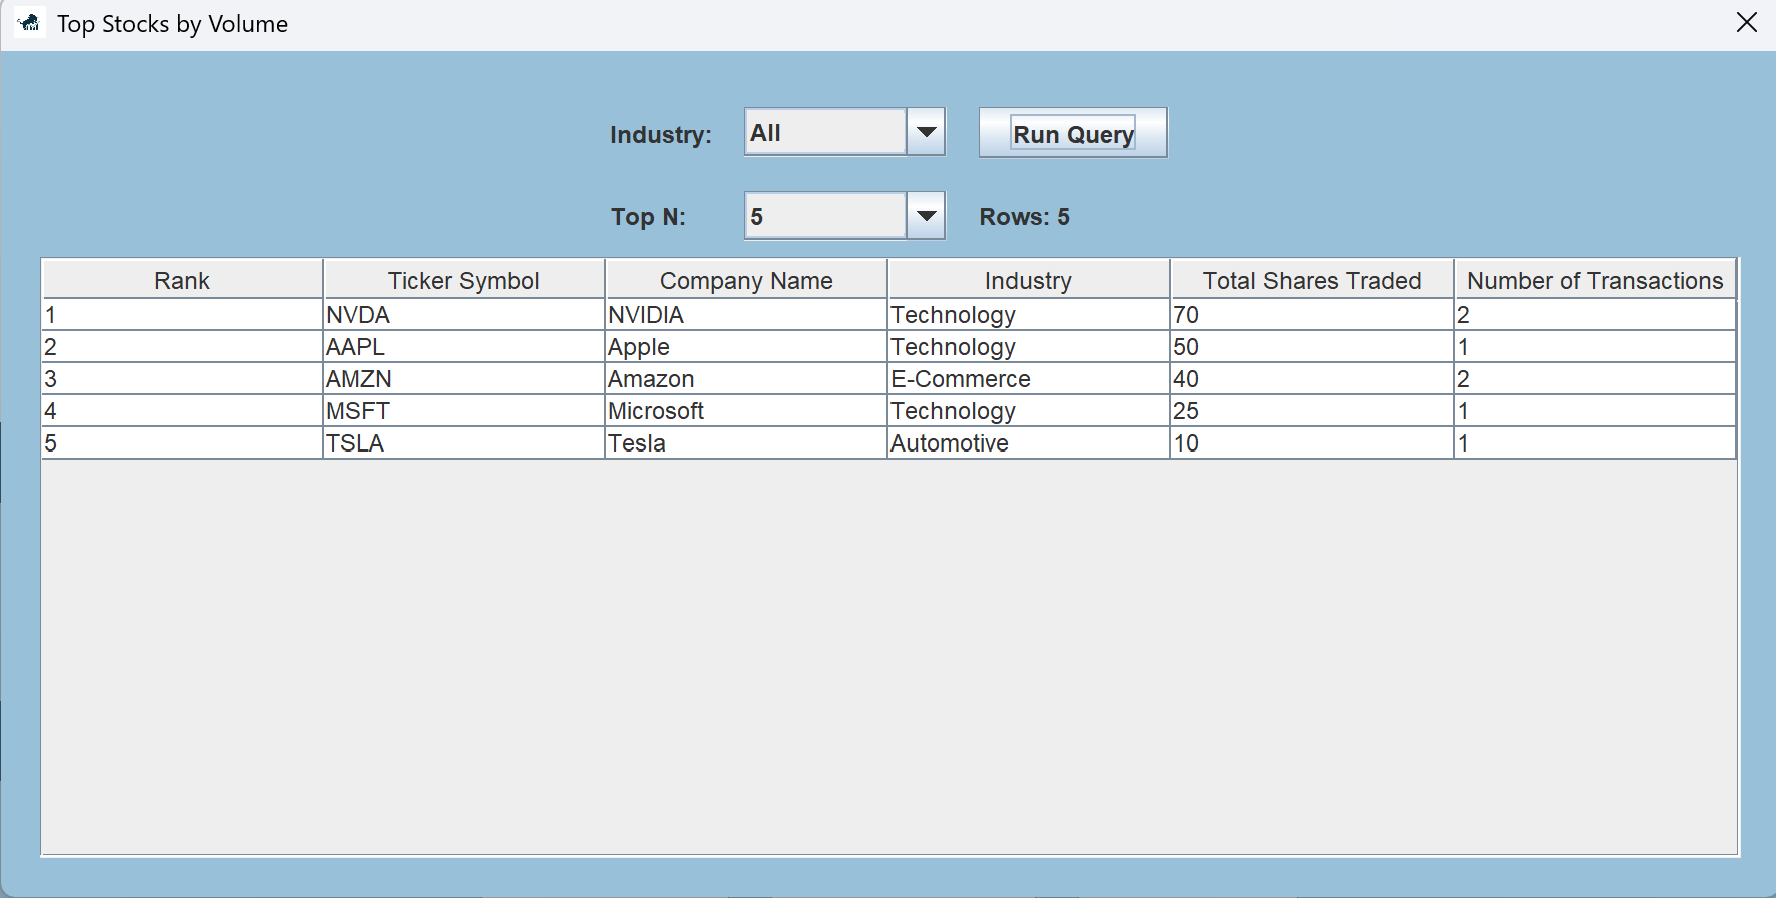 Top Stocks by Volume
Industry: All Run Query
Top N: 5 Rows: 5
Rank Ticker Symbol Company Name Industry Total Shares Traded Number of Transactions
1 NVDA NVIDIA Technology 70 2
2 AAPL Apple Technology 50 1
3 AMZN Amazon E-Commerce 40 2
4 MSFT Microsoft Technology 25 1
5 TSLA Tesla Automotive 10 1